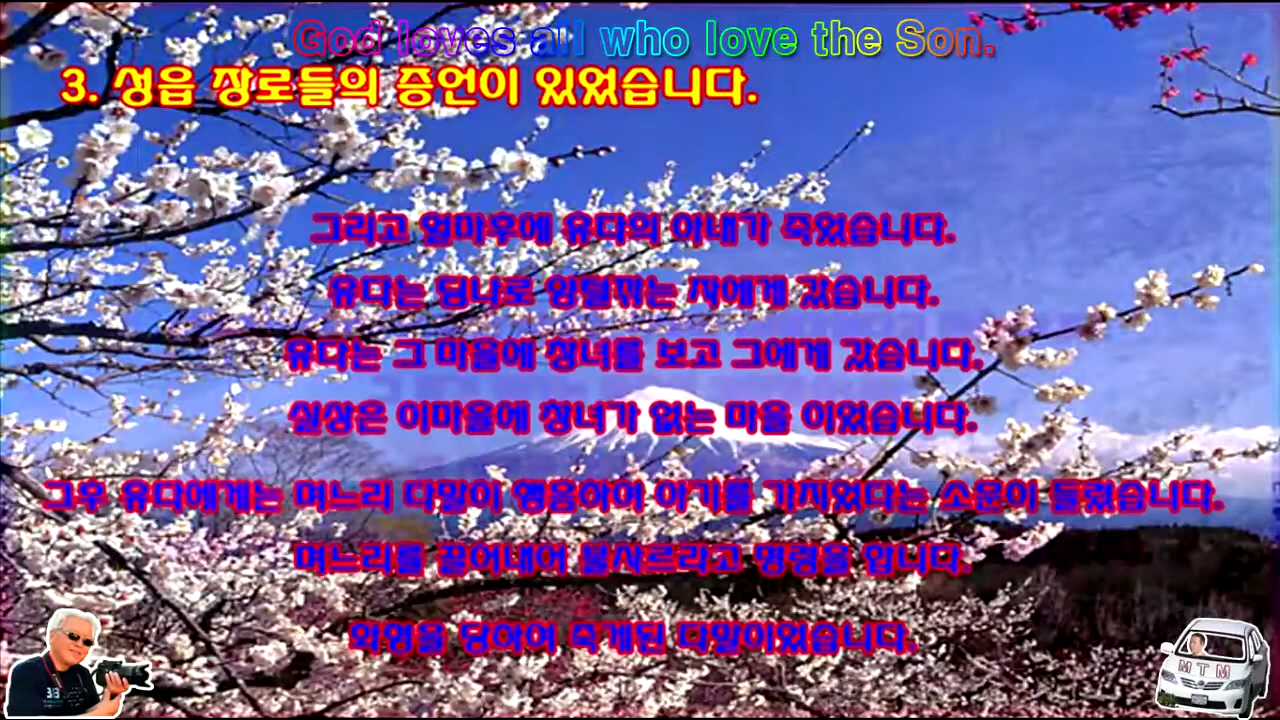 God loves all who love the Son.
3. 성읍 장로들의 증언이 있었습니다.
그리고 얼마후에 유다의 아내가 죽었습니다.
유다는 딤나로 양털깎는 자에게 갔습니다.
유다는 그 마을에 창녀를 보고 그에게 갔습니다.
실상은 이마을에 창녀가 없는 마을 이었습니다.
그후 유다에게는 며느리 다말이 행음하여 아기를 가지었다는 소문이 들렸습니다.
며느리를 끌어내어 불사르라고 명령을 합니다.
화형을 당하여 죽게된 다말이었습니다.
MTM